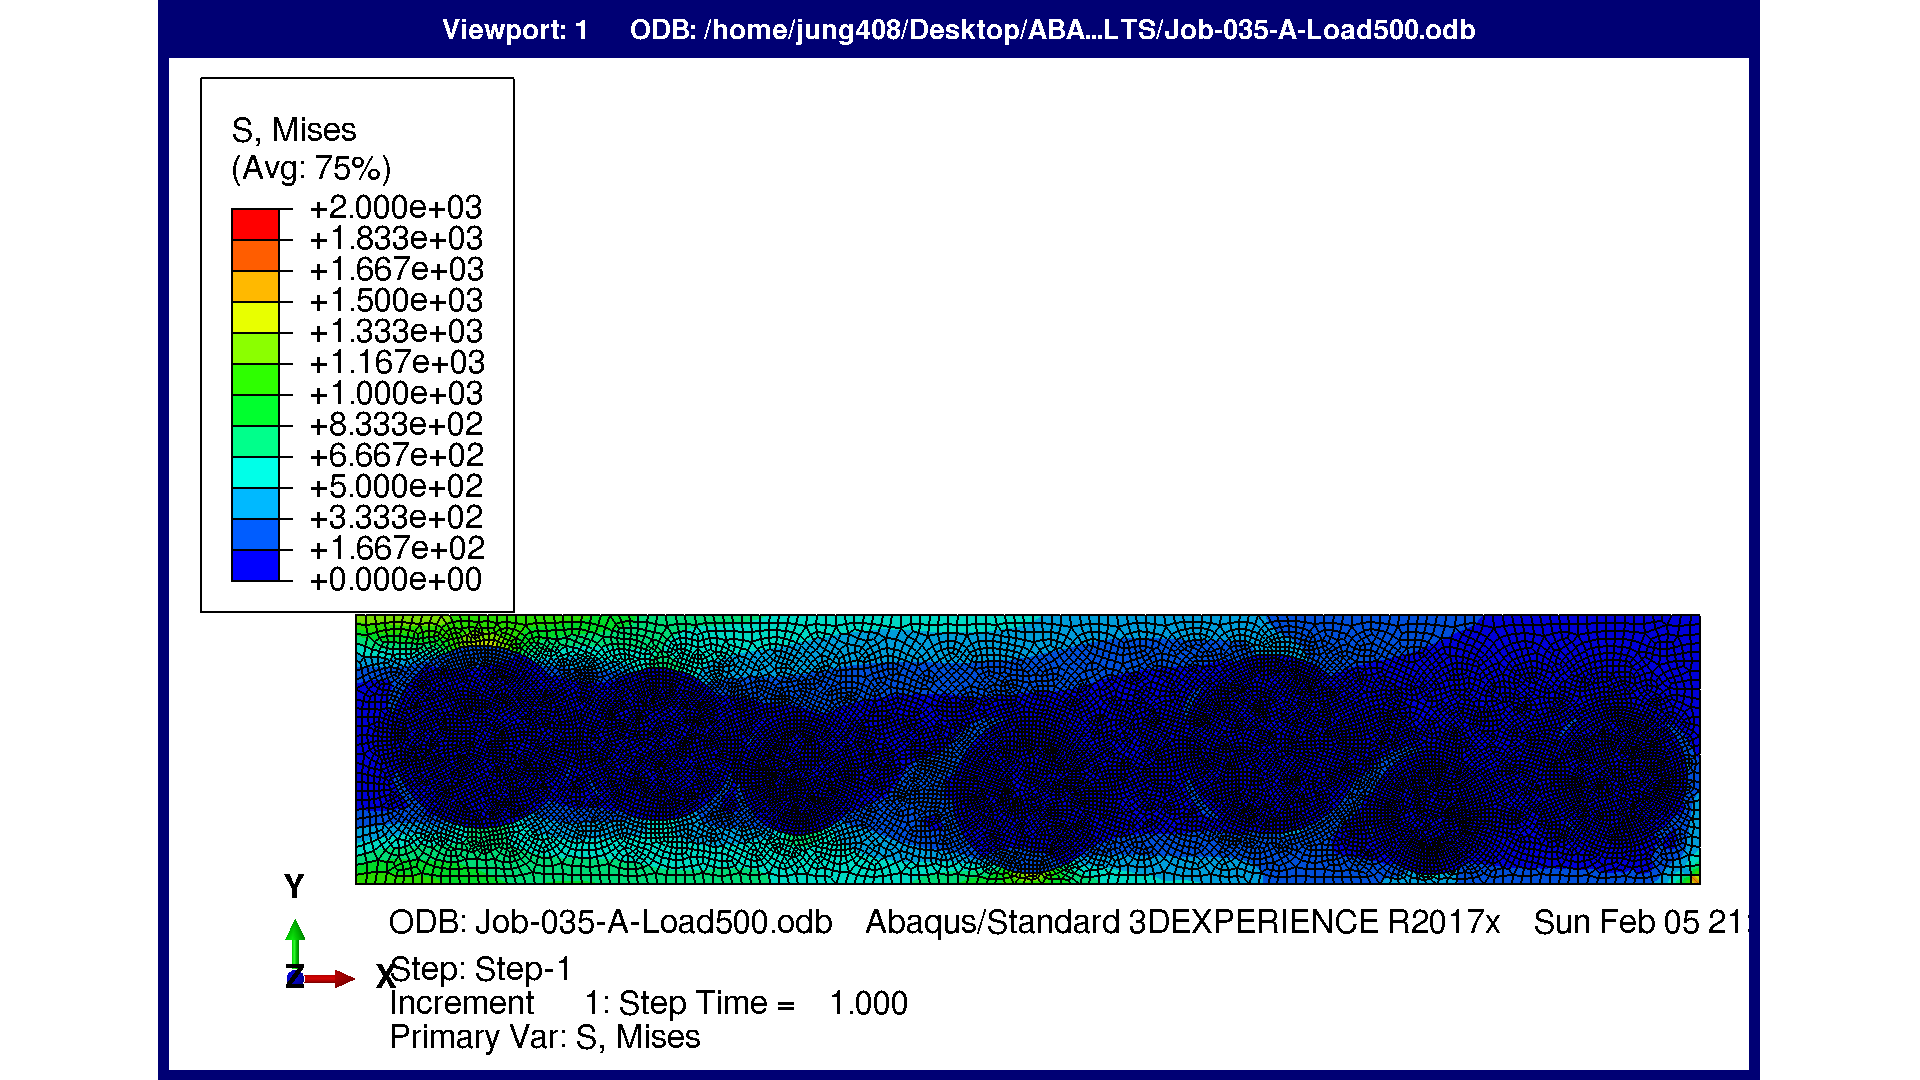 Viewport: 1 ODB: /home/jung408/Desktop/ABA...LTS/Job-035-A-Load500.odb
S, Mises
(Avg: 75%)
+2.000e+03
+1.833e+03
+1.667e+03
+1.500e+03
+1.333e+03
+1.167e+03
+1.000e+03
+8.333e+02
+6.667e+02
+5.000e+02
+3.333e+02
+1.667e+02
+0.000e+00
Y
Z
X
ODB: Job-035-A-Load500.odb Abaqus/Standard 3DEXPERIENCE R2017x Sun Feb 05 21:
Step: Step-1
Increment 1: Step Time = 1.000
Primary Var: S, Mises